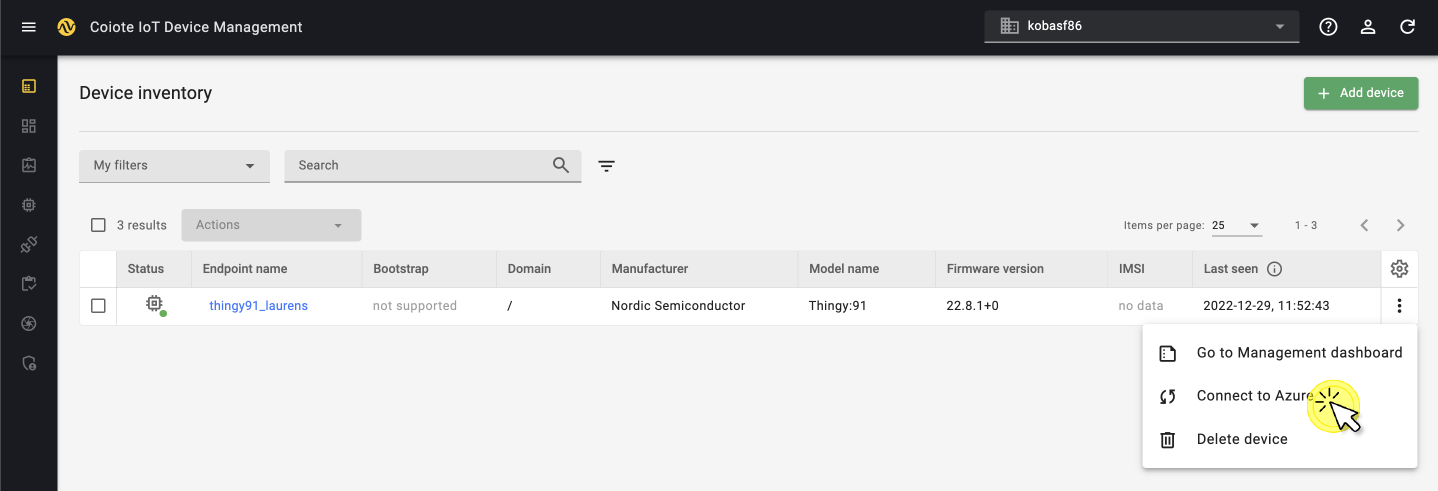 Coiote IoT Device Management
kobasf86
Device inventory
+ Add device
My filters
Search
3 results
Actions
Items per page: 25
1 - 3
Status Endpoint name Bootstrap Domain Manufacturer Model name Firmware version IMSI Last seen
thingy91_laurens not supported / Nordic Semiconductor Thingy:91 22.8.1+0 no data 2022-12-29, 11:52:43
Go to Management dashboard
Connect to Azure
Delete device